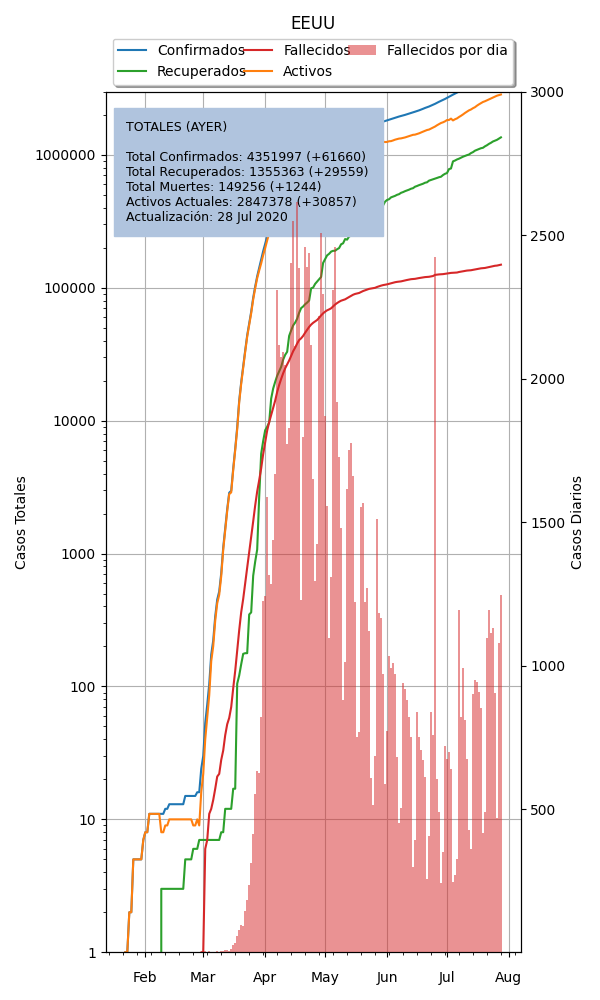 EEUU
Confirmados Fallecidos Fallecidos por dia
Recuperados Activos
TOTALES (AYER)
Total Confirmados: 4351997 (+61660)
Total Recuperados: 1355363 (+29559)
Total Muertes: 149256 (+1244)
Activos Actuales: 2847378 (+30857)
Actualización: 28 Jul 2020
Casos Totales
1000000
100000
10000
1000
100
10
1
3000
2500
2000
1500
1000
500
Casos Diarios
Feb Mar Apr May Jun Jul Aug